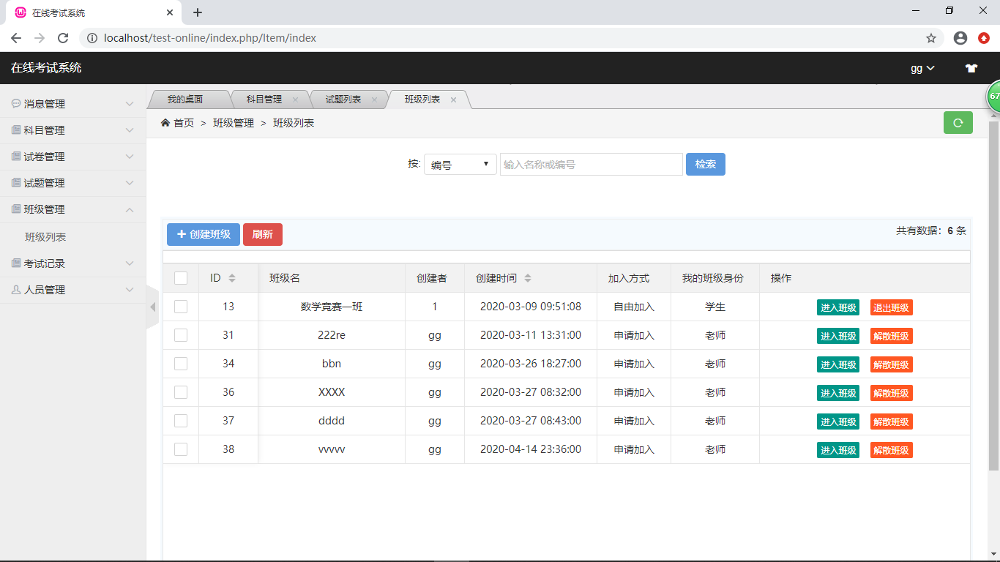 在线考试系统
localhost/test-online/index.php/Item/index
在线考试系统
gg
消息管理
科目管理
试卷管理
试题管理
班级管理
班级列表
考试记录
人员管理
我的桌面 科目管理 试题列表 班级列表
首页 > 班级管理 > 班级列表
67
按: 编号 输入名称或编号 检索
创建班级 刷新 共有数据：6 条
ID 班级名 创建者 创建时间 加入方式 我的班级身份 操作
13 数学竟赛一班 1 2020-03-09 09:51:08 自由加入 学生 进入班级 退出班级
31 222re gg 2020-03-11 13:31:00 申请加入 老师 进入班级 解散班级
34 bbn gg 2020-03-26 18:27:00 申请加入 老师 进入班级 解散班级
36 XXXX gg 2020-03-27 08:32:00 申请加入 老师 进入班级 解散班级
37 dddd gg 2020-03-27 08:43:00 申请加入 老师 进入班级 解散班级
38 vvvvv gg 2020-04-14 23:36:00 申请加入 老师 进入班级 解散班级